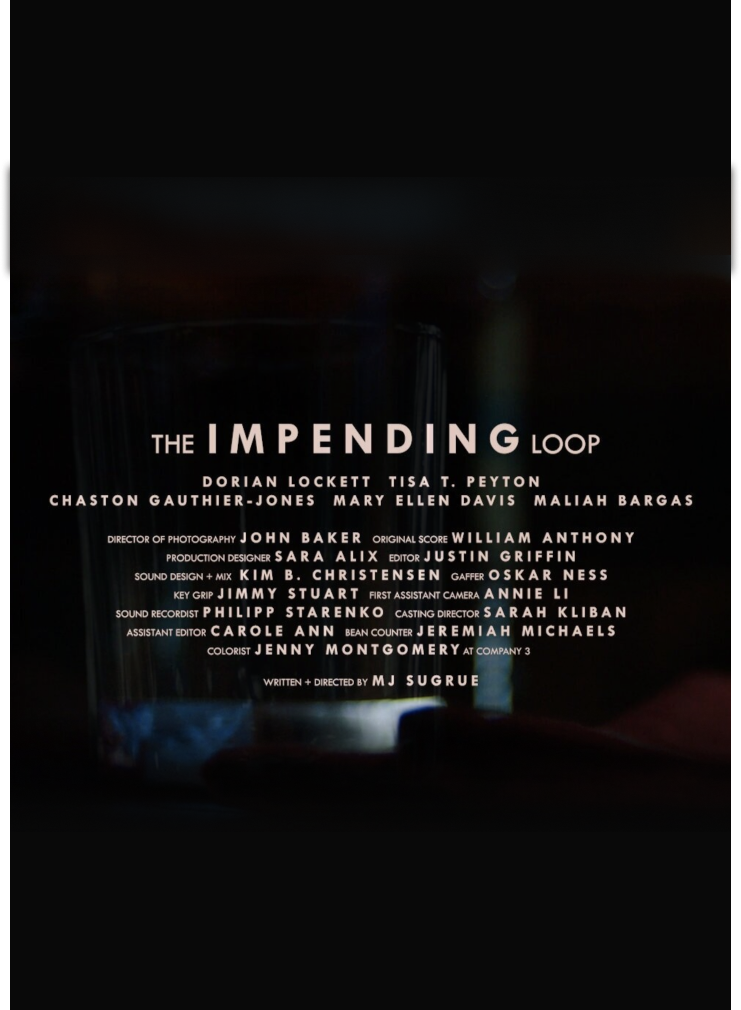 THE IMPENDING LOOP
DORIAN LOCKETT TISA T. PEYTON
CHASTON GAUTHIER-JONES MARY ELLEN DAVIS MALIAH BARGAS
DIRECTOR OF PHOTOGRAPHY JOHN BAKER ORIGINAL SCORE WILLIAM ANTHONY
PRODUCTION DESIGNER SARA ALIX EDITOR JUSTIN GRIFFIN
SOUND DESIGN + MIX KIM B. CHRISTENSEN GAFFER OSKAR NESS
KEY GRIP JIMMY STUART FIRST ASSISTANT CAMERA ANNIE LI
SOUND RECORDIST PHILIPP STARENKO CASTING DIRECTOR SARAH KLIBAN
ASSISTANT EDITOR CAROLE ANN BEAN COUNTER JEREMIAH MICHAELS
COLORIST JENNY MONTGOMERY AT COMPANY 3
WRITTEN + DIRECTED BY MJ SUGRUE